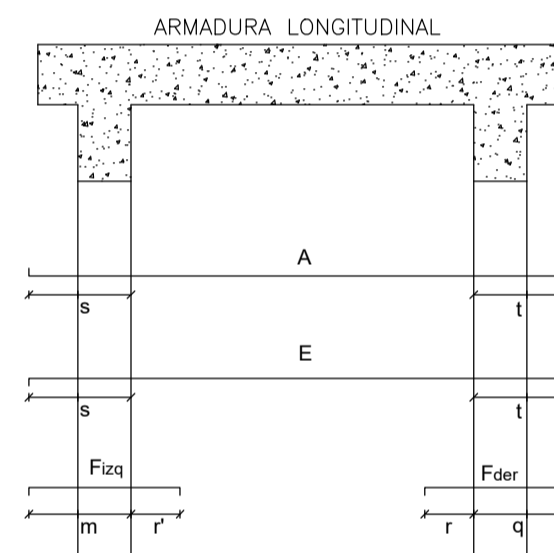 ARMADURA LONGITUDINAL
A
s t
E
s t
Fizq Fder
m r' r q